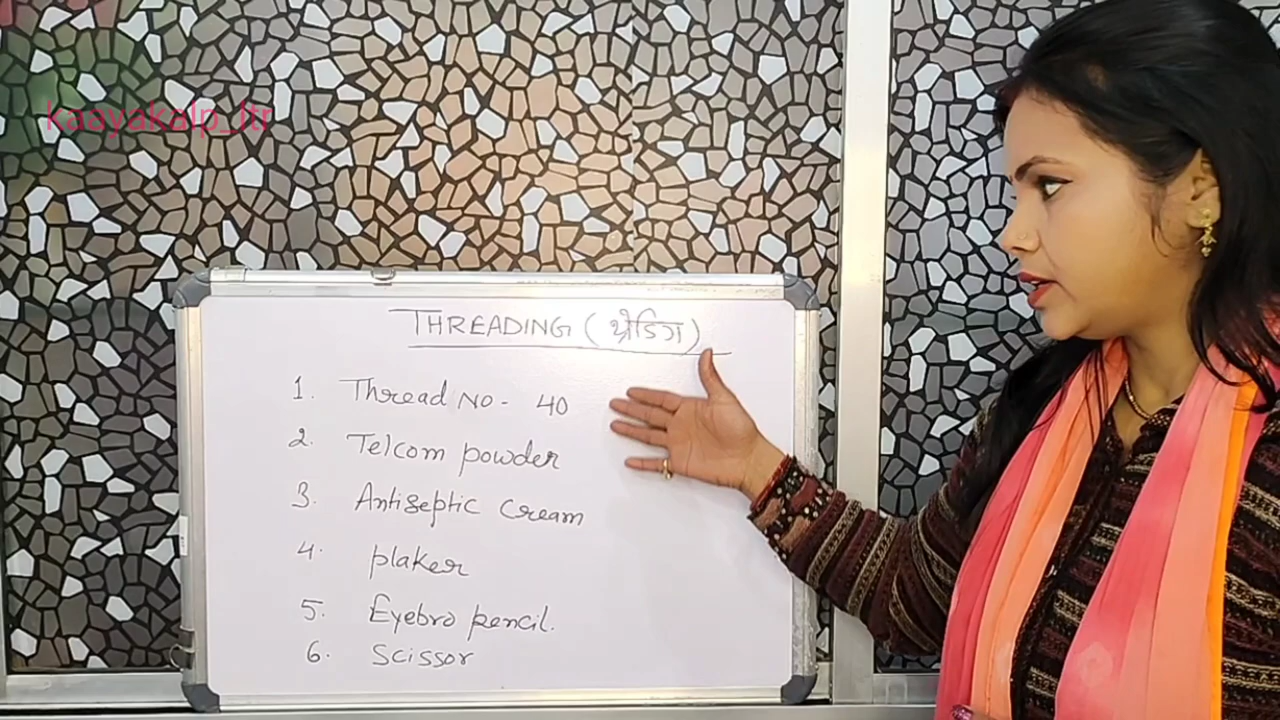 kaayakalp_ltr
THREADING (थ्रेडिंग)
1. Thread No - 40
2. Telcom powder
3. Antiseptic Cream
4. plaker
5. Eyebro pencil.
6. Scissor